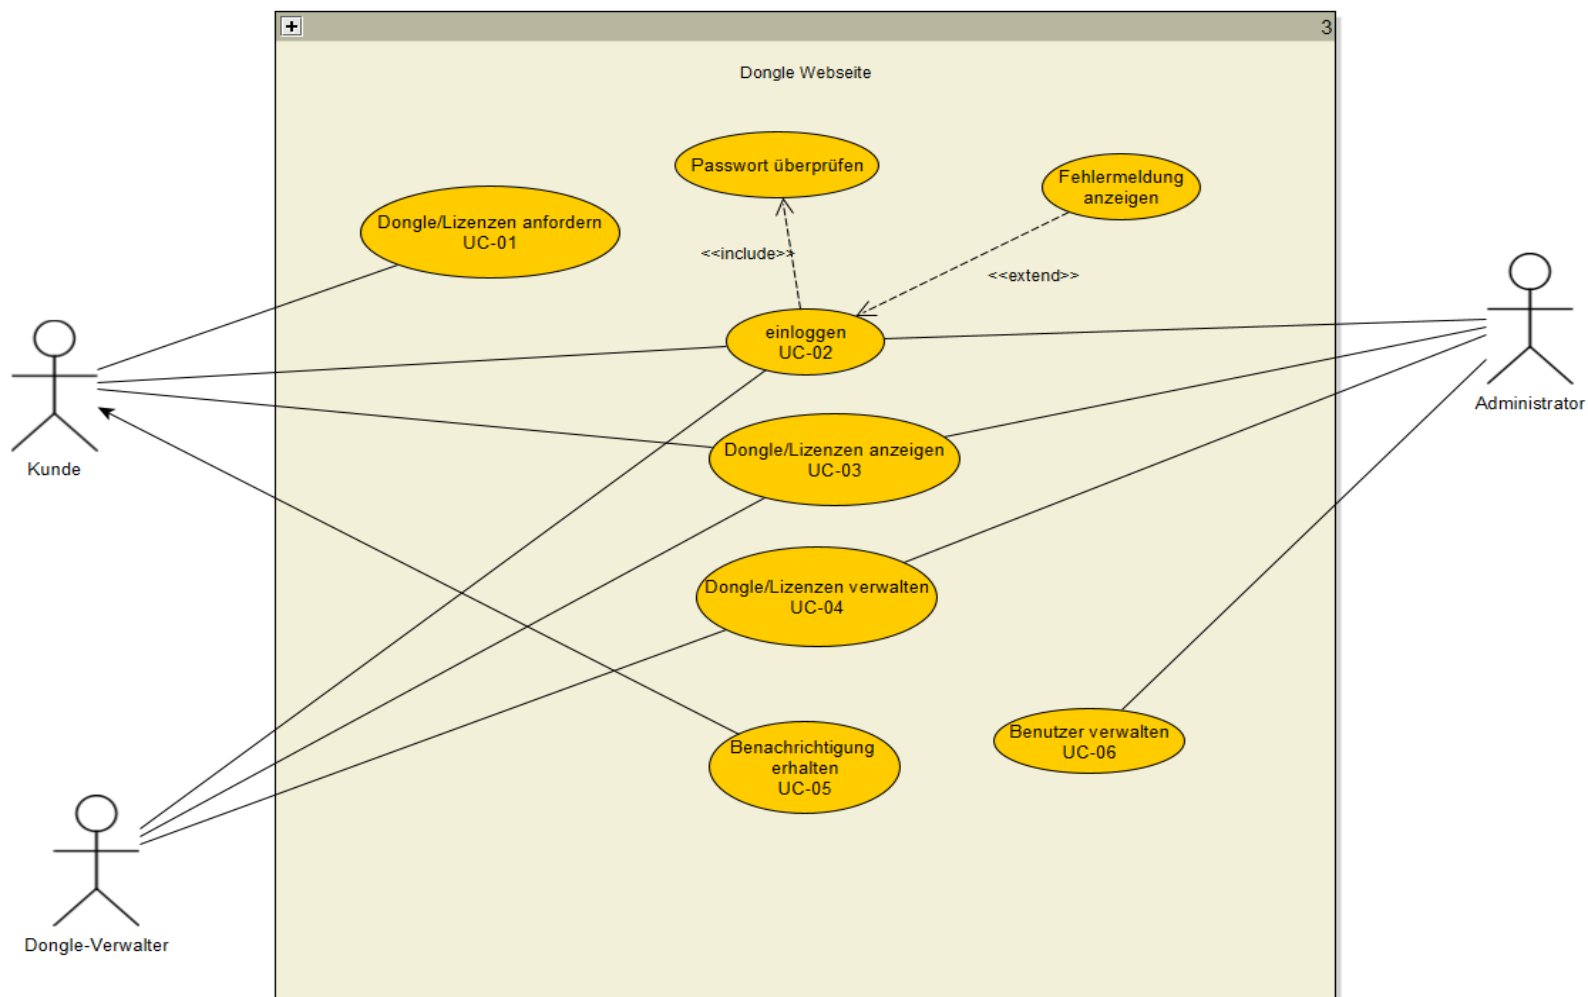 3
Dongle Webseite
Passwort überprüfen
Fehlermeldung
anzeigen
Dongle/Lizenzen anfordern
UC-01
<<include>>
<<extend>>
einloggen
UC-02
Administrator
Kunde
Dongle/Lizenzen anzeigen
UC-03
Dongle/Lizenzen verwalten
UC-04
Benachrichtigung
erhalten
UC-05
Benutzer verwalten
UC-06
Dongle-Verwalter